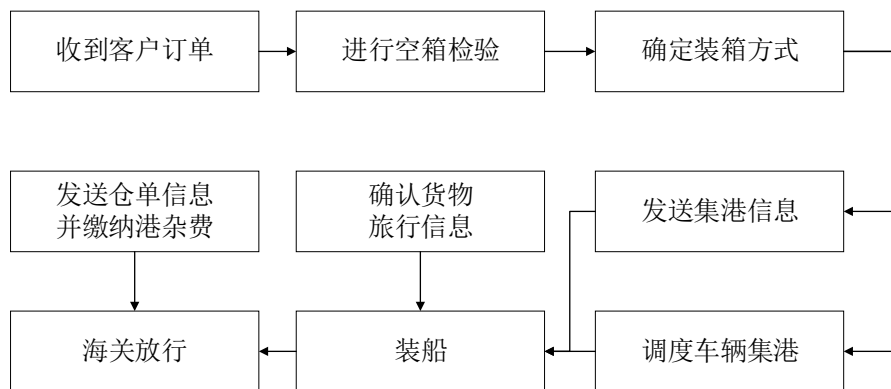 收到客户订单
进行空箱检验
确定装箱方式
发送仓单信息
并缴纳港杂费
确认货物
旅行信息
发送集港信息
海关放行
装船
调度车辆集港